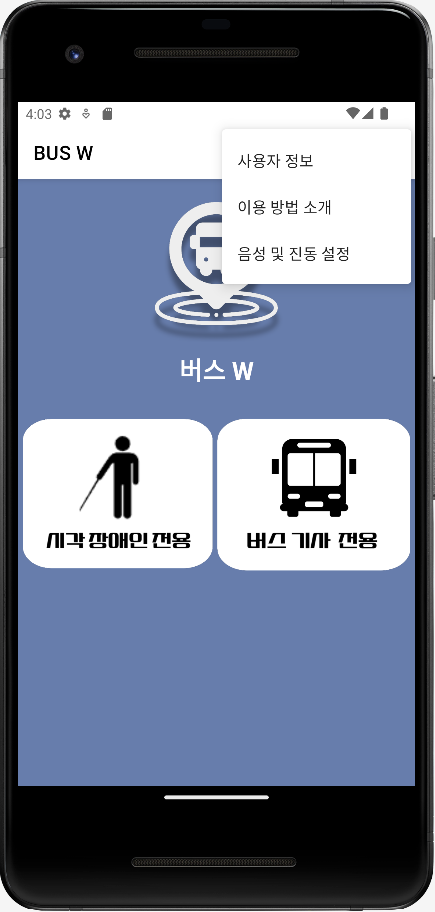 4:03
BUS W
사용자 정보
이용 방법 소개
음성 및 진동 설정
버스 W
시각 장애인 전용
버스 기사 전용